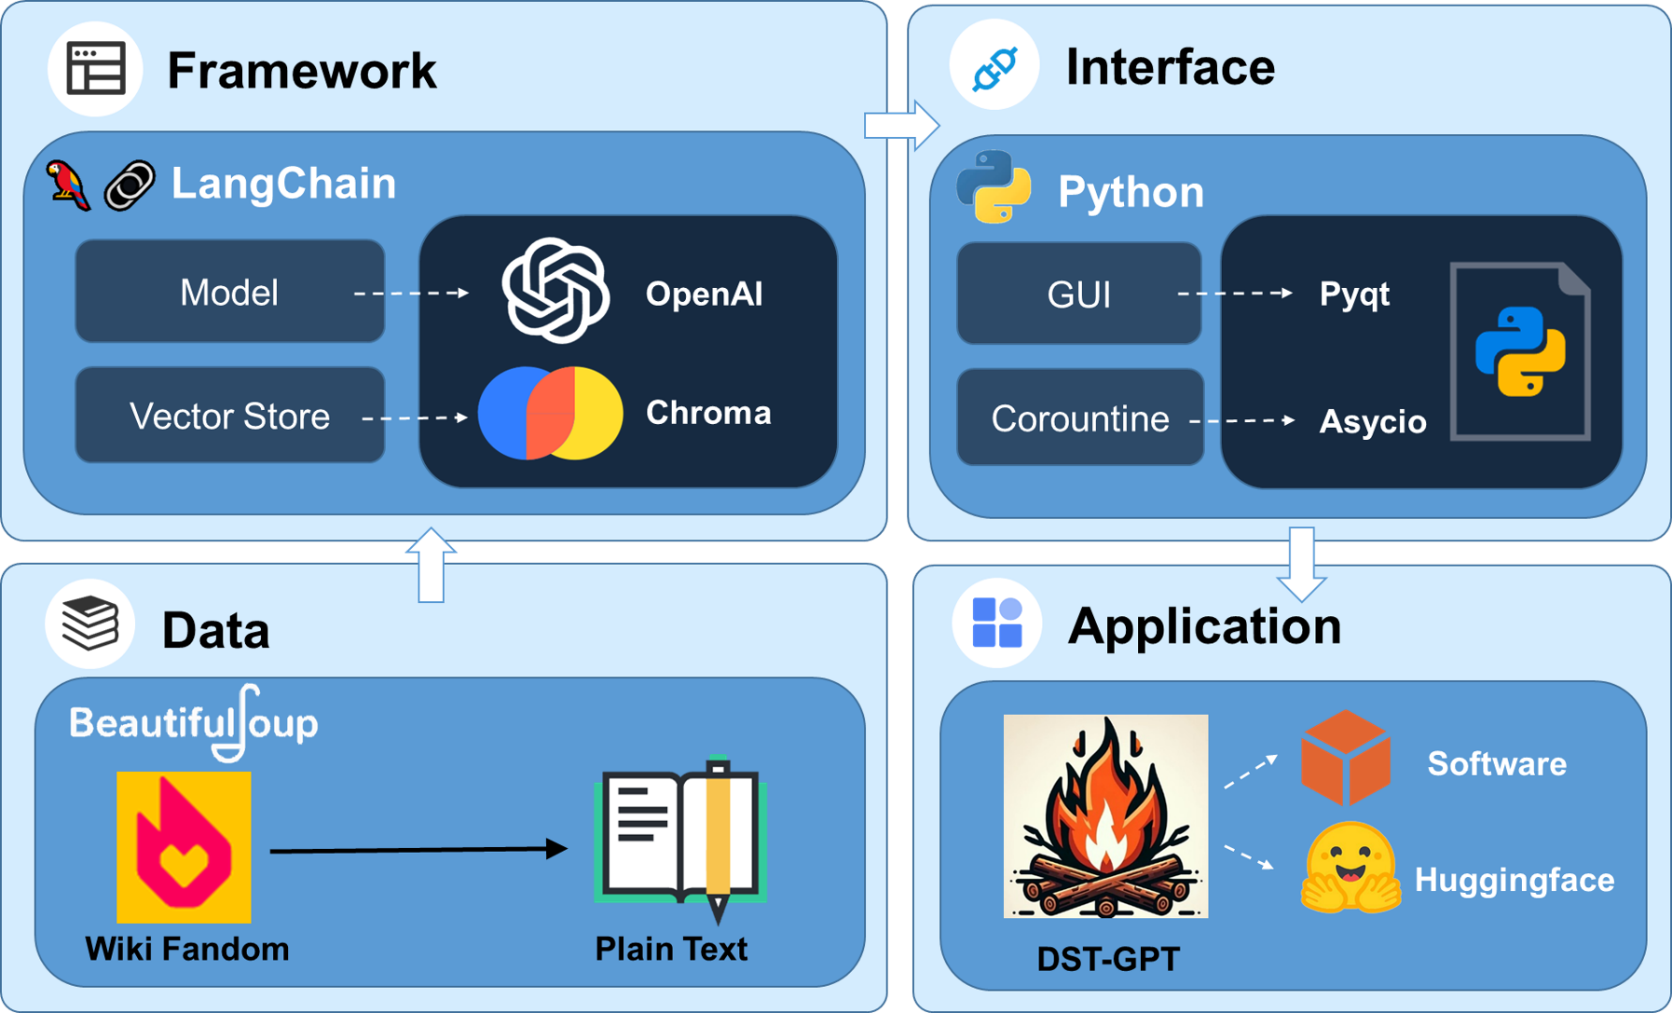 Framework
LangChain
Model
OpenAI
Vector Store
Chroma
Interface
Python
GUI
Pyqt
Corountine
Asycio
Data
BeautifulSoup
Wiki Fandom
Plain Text
Application
Software
Huggingface
DST-GPT